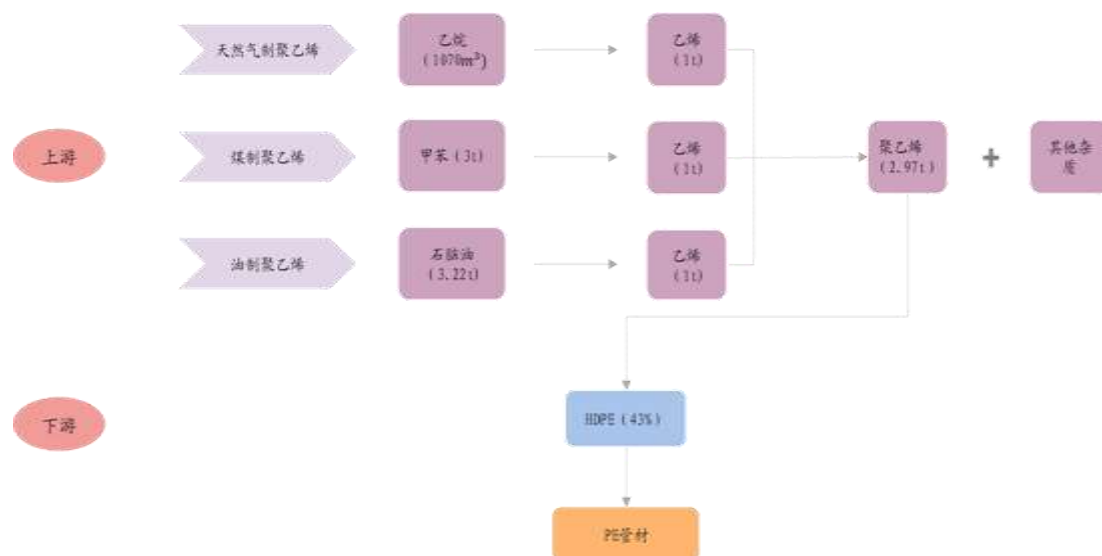 天然气制聚乙烯
乙烷
(1070m³)
乙烯
(1t)
上游
煤制聚乙烯
甲苯(3t)
乙烯
(1t)
聚乙烯
(2.97t)
+
其他杂
质
油制聚乙烯
石脑油
(3.22t)
乙烯
(1t)
下游
HDPE(43%)
PE管材